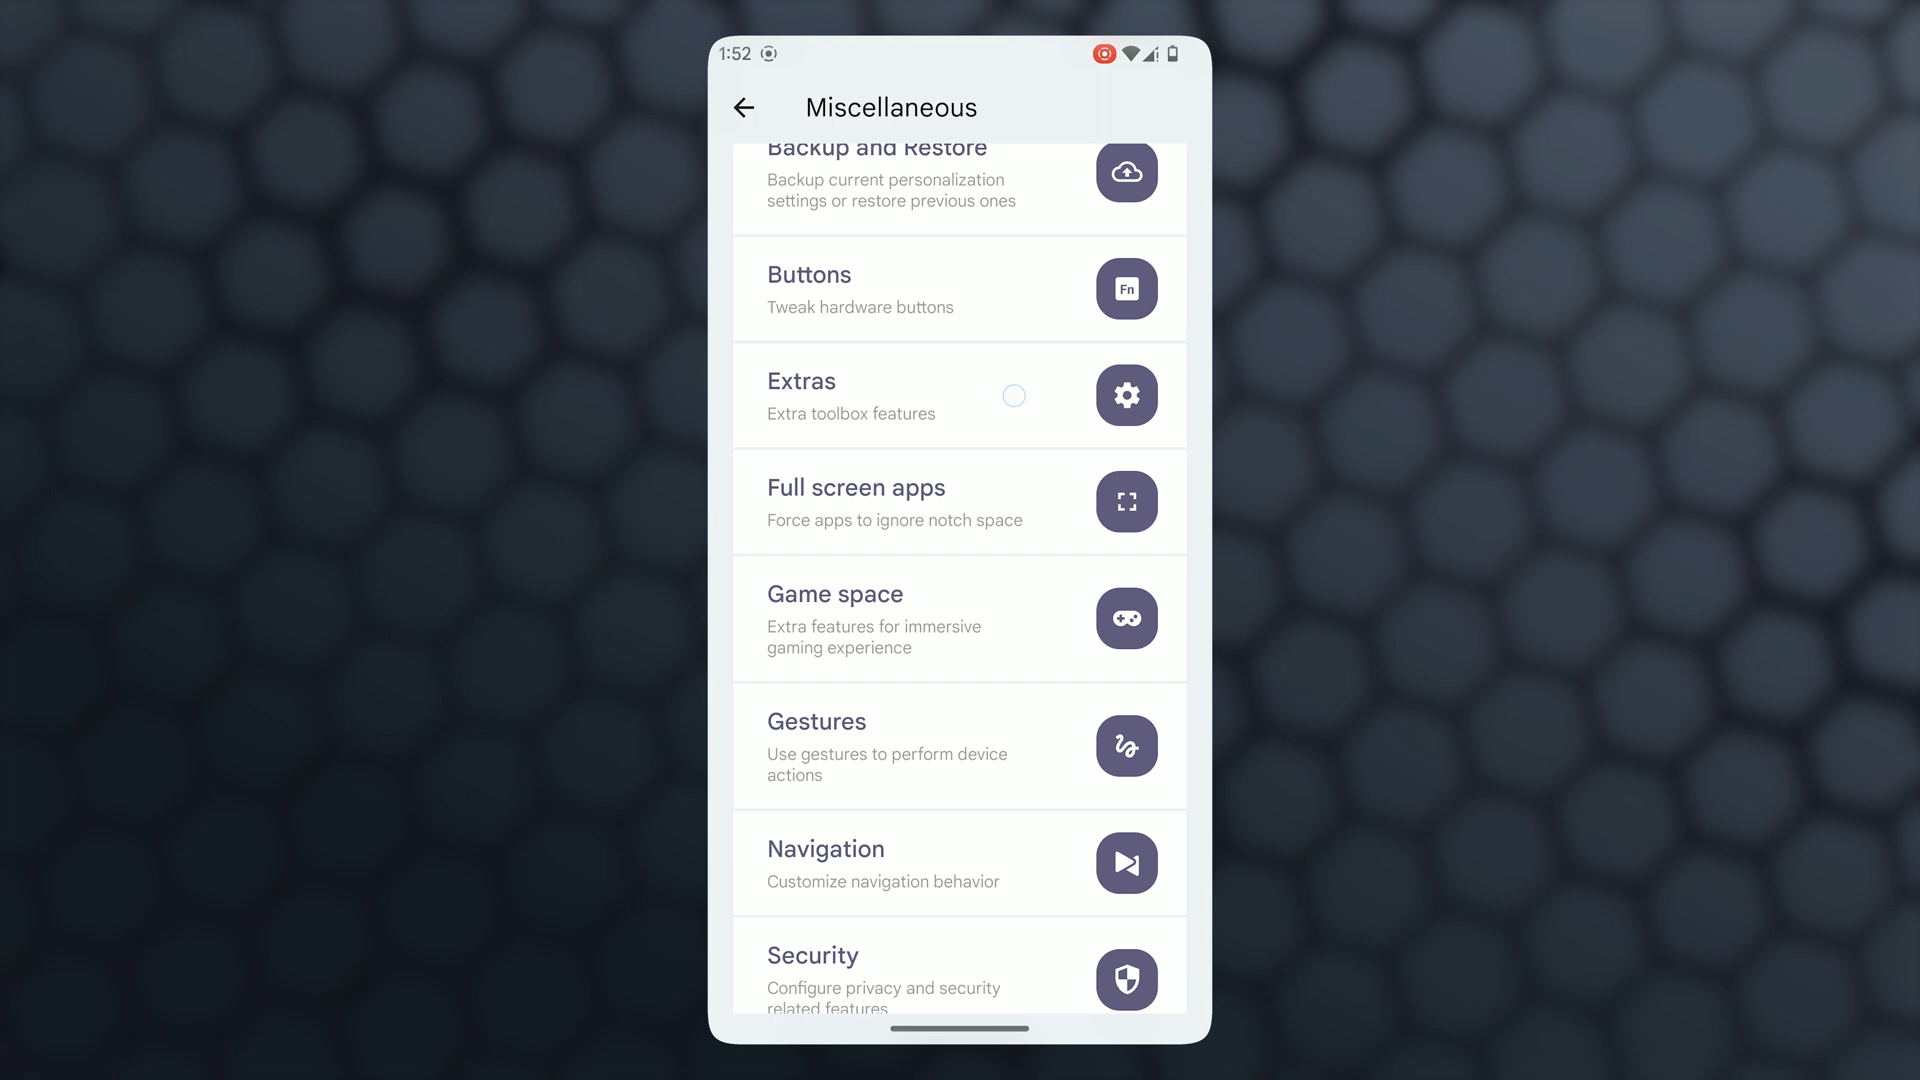 1:52
Miscellaneous
Backup and Restore
Backup current personalization
settings or restore previous ones
Buttons
Tweak hardware buttons
Fn
Extras
Extra toolbox features
Full screen apps
Force apps to ignore notch space
Game space
Extra features for immersive
gaming experience
Gestures
Use gestures to perform device
actions
Navigation
Customize navigation behavior
Security
Configure privacy and security
related features